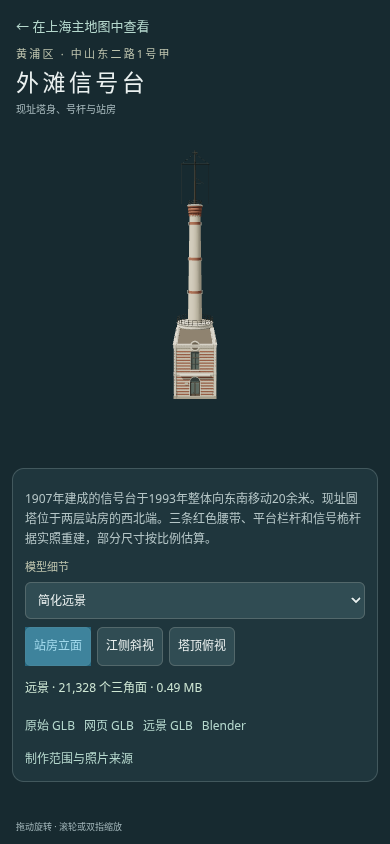 ← 在上海主地图中查看
黄浦区 · 中山东二路1号甲
外滩信号台
现址塔身、号杆与站房
1907年建成的信号台于1993年整体向东南移动20余米。现址圆
塔位于两层站房的西北端。三条红色腰带、平台栏杆和信号桅杆
据实照重建，部分尺寸按比例估算。
模型细节
简化远景
站房立面 江侧斜视 塔顶俯视
远景 · 21,328 个三角面 · 0.49 MB
原始 GLB 网页 GLB 远景 GLB Blender
制作范围与照片来源
拖动旋转 · 滚轮或双指缩放